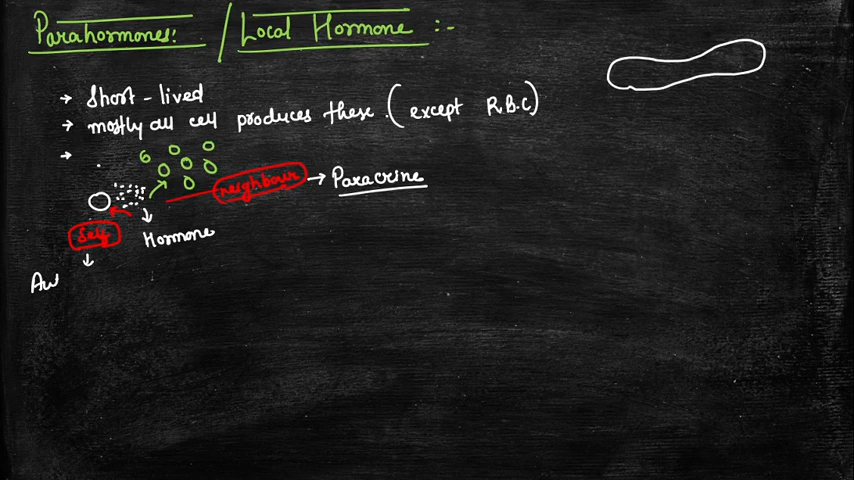 Parahormones: / Local Hormone :-
→ Short-lived
→ mostly all cell produces these. (except R.B.C)
→ .
neighbour → Paracrine
Self
Hormone
Au